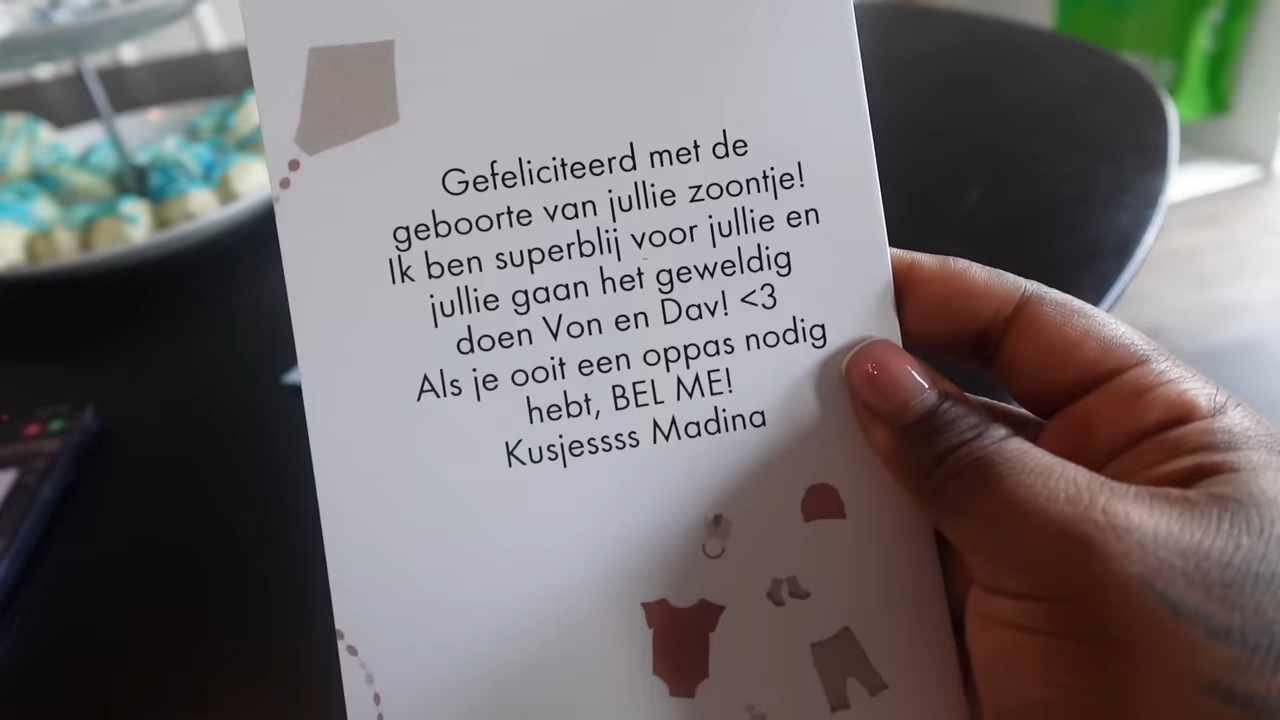 Gefeliciteerd met de
geboorte van jullie zoontje!
Ik ben superblij voor jullie en
jullie gaan het geweldig
doen Von en Dav! <3
Als je ooit een oppas nodig
hebt, BEL ME!
Kusjessss Madina